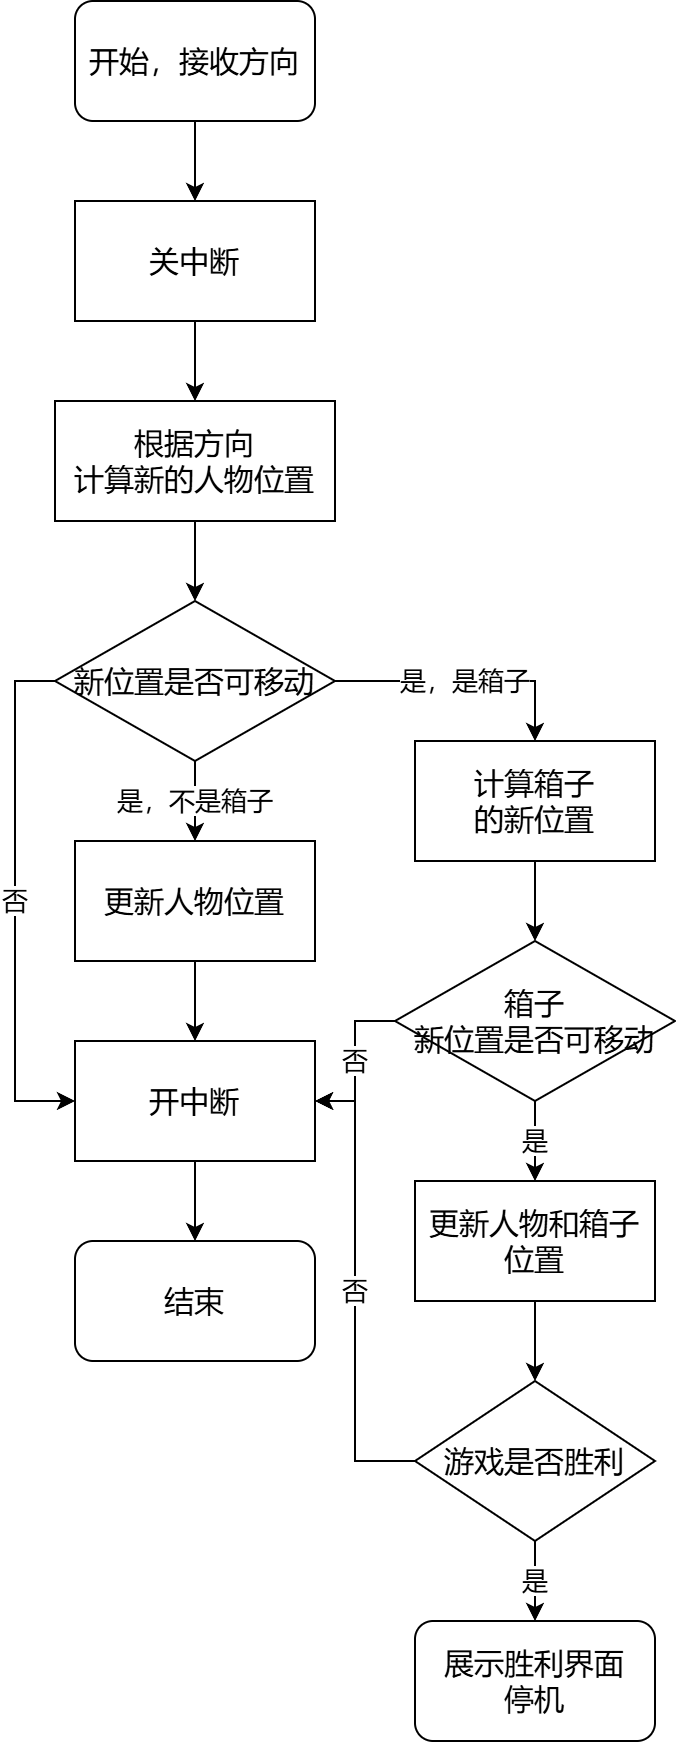 开始，接收方向
关中断
根据方向
计算新的人物位置
新位置是否可移动
是，是箱子
是，不是箱子
计算箱子
的新位置
否
更新人物位置
箱子
新位置是否可移动
否
开中断
是
更新人物和箱子
位置
否
结束
游戏是否胜利
是
展示胜利界面
停机